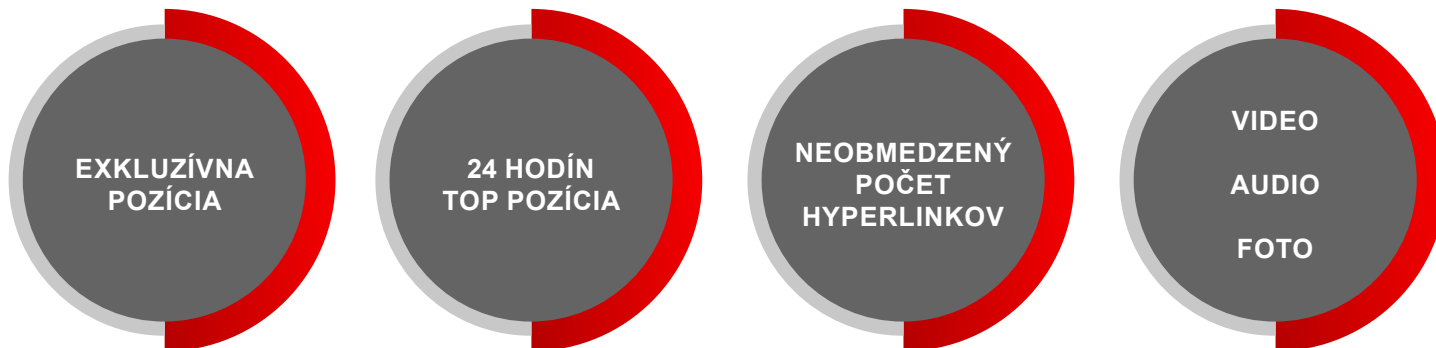 EXKLUZÍVNA
POZÍCIA
24 HODÍN
TOP POZÍCIA
NEOBMEDZENÝ
POČET
HYPERLINKOV
VIDEO
AUDIO
FOTO